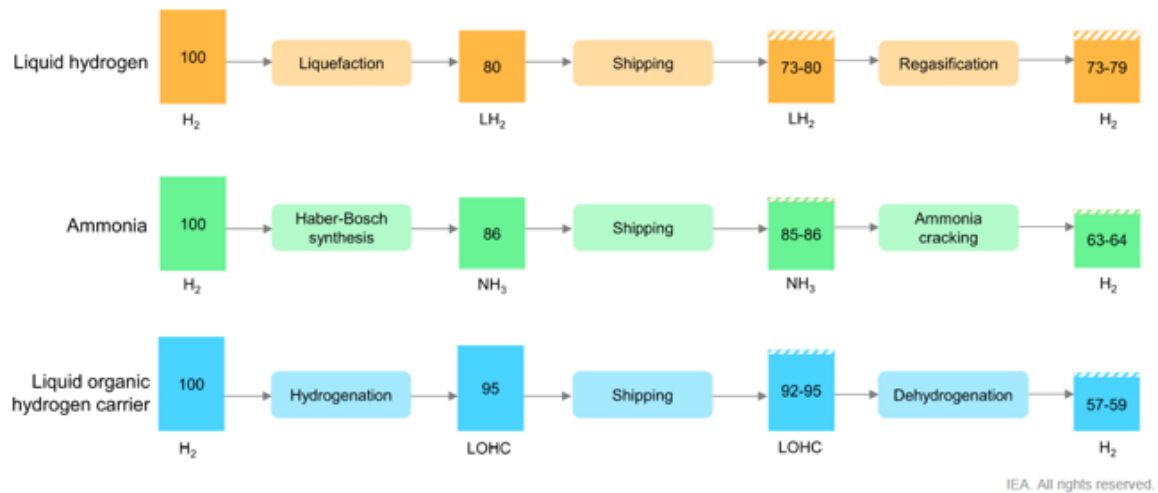 Liquid hydrogen
100
H₂
Liquefaction
80
LH₂
Shipping
73-80
LH₂
Regasification
73-79
H₂
Ammonia
100
H₂
Haber-Bosch
synthesis
86
NH₃
Shipping
85-86
NH₃
Ammonia
cracking
63-64
H₂
Liquid organic
hydrogen carrier
100
H₂
Hydrogenation
95
LOHC
Shipping
92-95
LOHC
Dehydrogenation
57-59
H₂
IEA. All rights reserved.